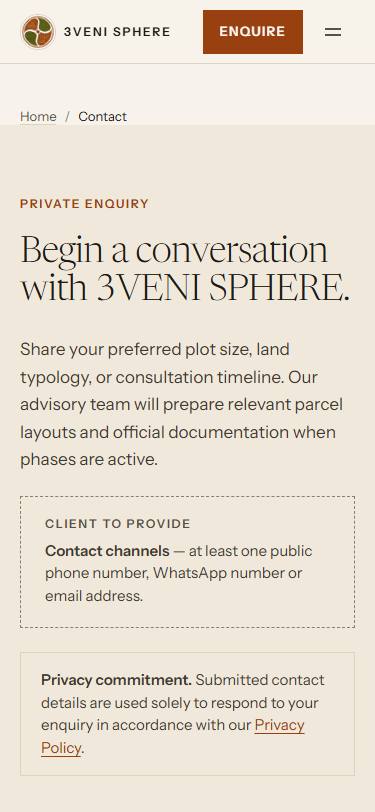 3VENI SPHERE
ENQUIRE
Home / Contact
PRIVATE ENQUIRY
Begin a conversation
with 3VENI SPHERE.
Share your preferred plot size, land
typology, or consultation timeline. Our
advisory team will prepare relevant parcel
layouts and official documentation when
phases are active.
CLIENT TO PROVIDE
Contact channels — at least one public
phone number, WhatsApp number or
email address.
Privacy commitment. Submitted contact
details are used solely to respond to your
enquiry in accordance with our Privacy
Policy.